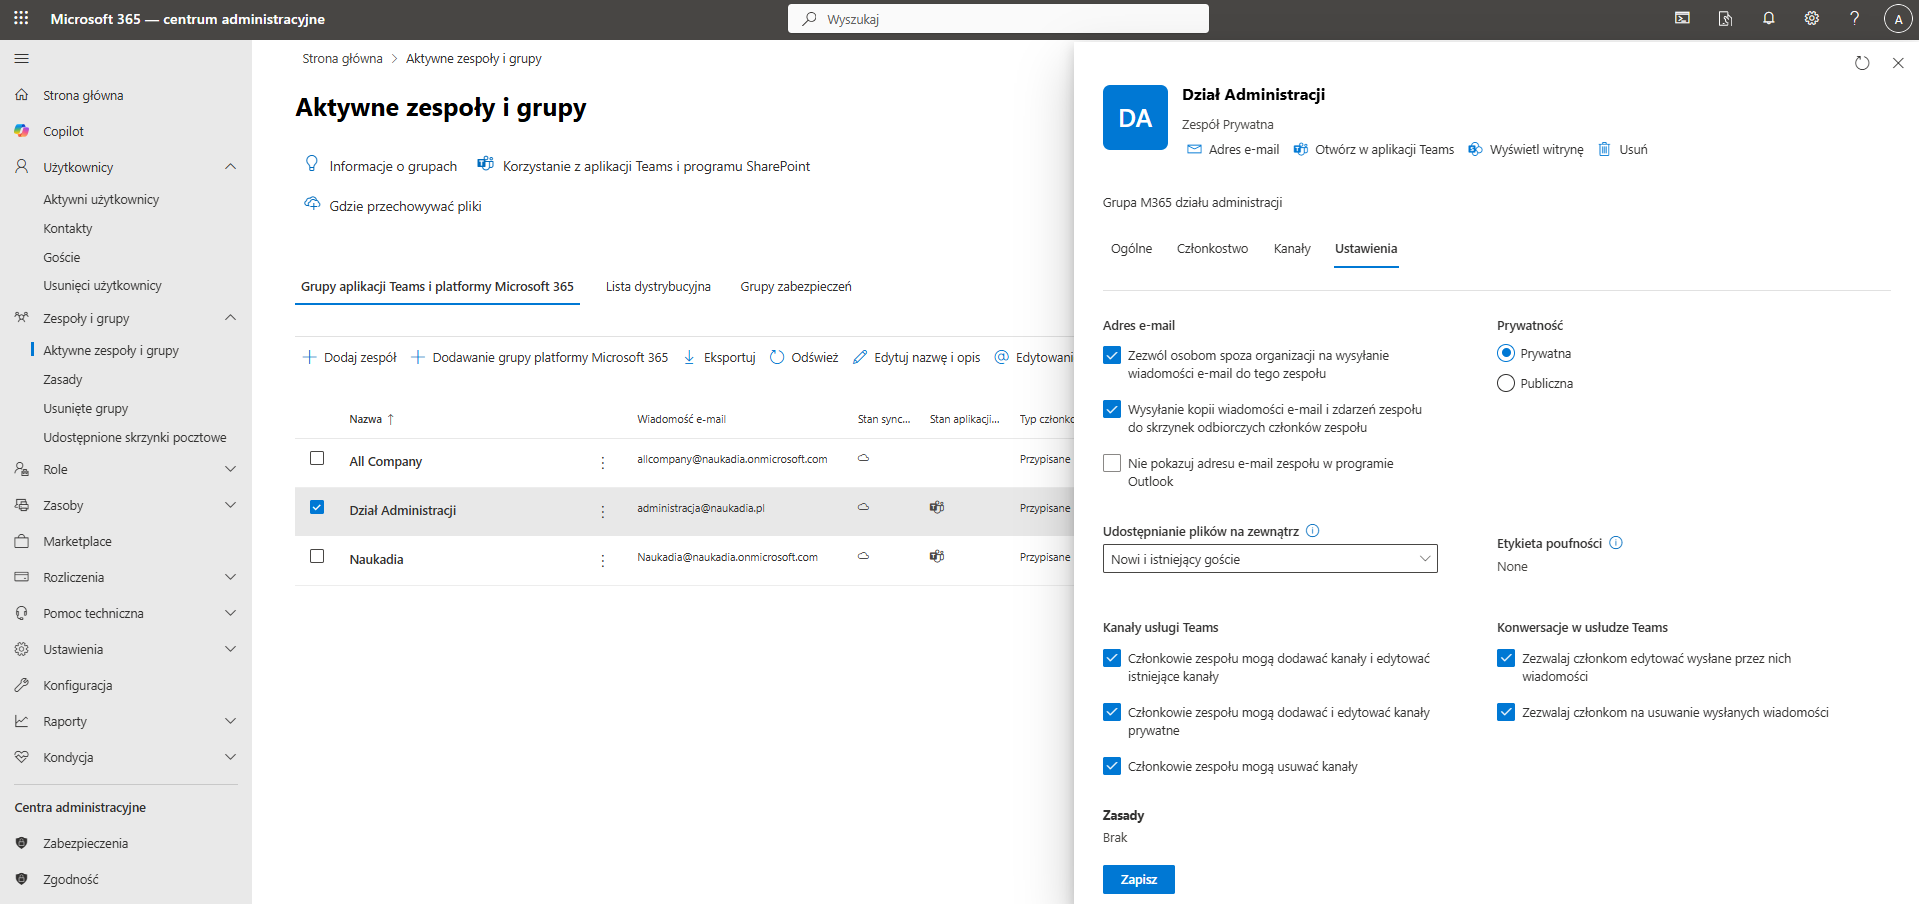 Microsoft 365 — centrum administracyjne
Wyszukaj
A
Strona główna
Copilot
Użytkownicy
Aktywni użytkownicy
Kontakty
Goście
Usunięci użytkownicy
Zespoły i grupy
Aktywne zespoły i grupy
Zasady
Usunięte grupy
Udostępnione skrzynki pocztowe
Role
Zasoby
Marketplace
Rozliczenia
Pomoc techniczna
Ustawienia
Konfiguracja
Raporty
Kondycja
Centra administracyjne
Zabezpieczenia
Zgodność
Strona główna > Aktywne zespoły i grupy
Aktywne zespoły i grupy
Informacje o grupach
Korzystanie z aplikacji Teams i programu SharePoint
Gdzie przechowywać pliki
Grupy aplikacji Teams i platformy Microsoft 365
Lista dystrybucyjna
Grupy zabezpieczeń
Dodaj zespół
Dodawanie grupy platformy Microsoft 365
Eksportuj
Odśwież
Edytuj nazwę i opis
Edytowani
Nazwa ↑
Wiadomość e-mail
Stan sync...
Stan aplikacji...
Typ członko
All Company
allcompany@naukadia.onmicrosoft.com
Przypisane
Dział Administracji
administracja@naukadia.pl
Przypisane
Naukadia
Naukadia@naukadia.onmicrosoft.com
Przypisane
DA
Dział Administracji
Zespół Prywatna
Adres e-mail
Otwórz w aplikacji Teams
Wyświetl witrynę
Usuń
Grupa M365 działu administracji
Ogólne
Członkostwo
Kanały
Ustawienia
Adres e-mail
Zezwól osobom spoza organizacji na wysyłanie
wiadomości e-mail do tego zespołu
Wysyłanie kopii wiadomości e-mail i zdarzeń zespołu
do skrzynek odbiorczych członków zespołu
Nie pokazuj adresu e-mail zespołu w programie
Outlook
Prywatność
Prywatna
Publiczna
Udostępnianie plików na zewnątrz
Nowi i istniejący goście
Etykieta poufności
None
Kanały usługi Teams
Członkowie zespołu mogą dodawać kanały i edytować
istniejące kanały
Członkowie zespołu mogą dodawać i edytować kanały
prywatne
Członkowie zespołu mogą usuwać kanały
Konwersacje w usłudze Teams
Zezwalaj członkom edytować wysłane przez nich
wiadomości
Zezwalaj członkom na usuwanie wysłanych wiadomości
Zasady
Brak
Zapisz